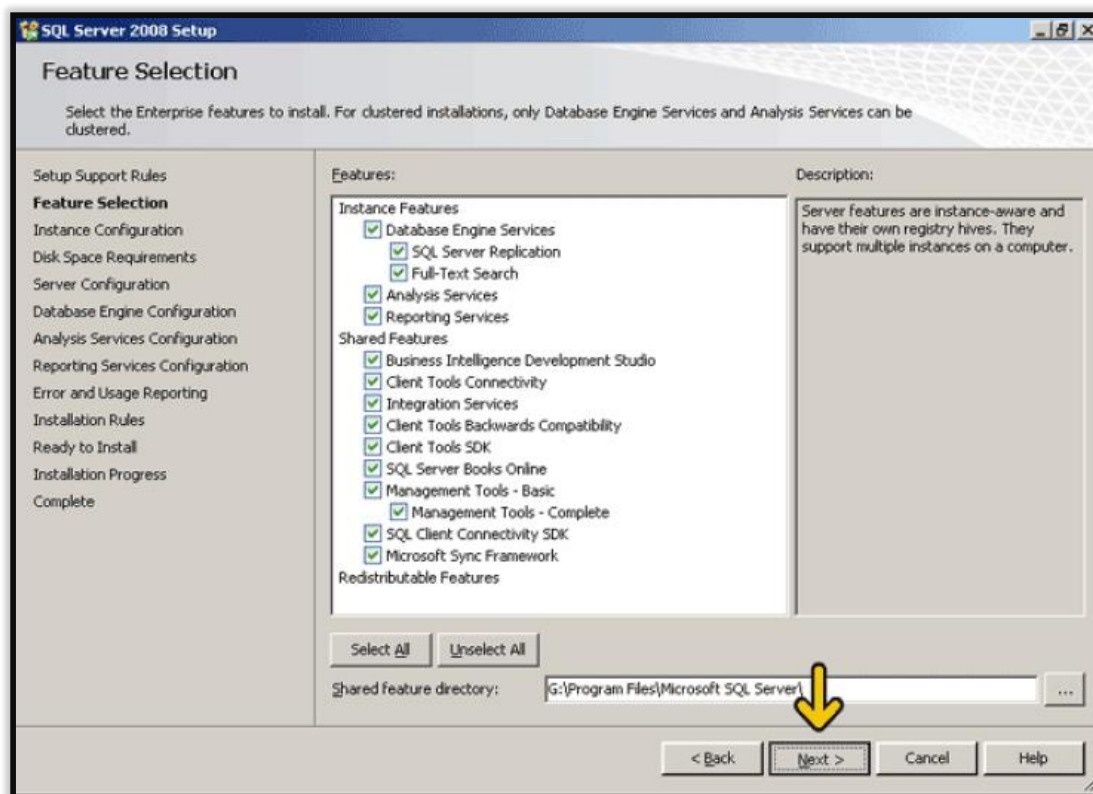 SQL Server 2008 Setup
Feature Selection
Select the Enterprise features to install. For clustered installations, only Database Engine Services and Analysis Services can be
clustered.
Setup Support Rules
Feature Selection
Instance Configuration
Disk Space Requirements
Server Configuration
Database Engine Configuration
Analysis Services Configuration
Reporting Services Configuration
Error and Usage Reporting
Installation Rules
Ready to Install
Installation Progress
Complete
Features:
Instance Features
Database Engine Services
SQL Server Replication
Full-Text Search
Analysis Services
Reporting Services
Shared Features
Business Intelligence Development Studio
Client Tools Connectivity
Integration Services
Client Tools Backwards Compatibility
Client Tools SDK
SQL Server Books Online
Management Tools - Basic
Management Tools - Complete
SQL Client Connectivity SDK
Microsoft Sync Framework
Redistributable Features
Description:
Server features are instance-aware and
have their own registry hives. They
support multiple instances on a computer.
Select All
Unselect All
Shared feature directory:
G:\Program Files\Microsoft SQL Server\
...
< Back
Next >
Cancel
Help